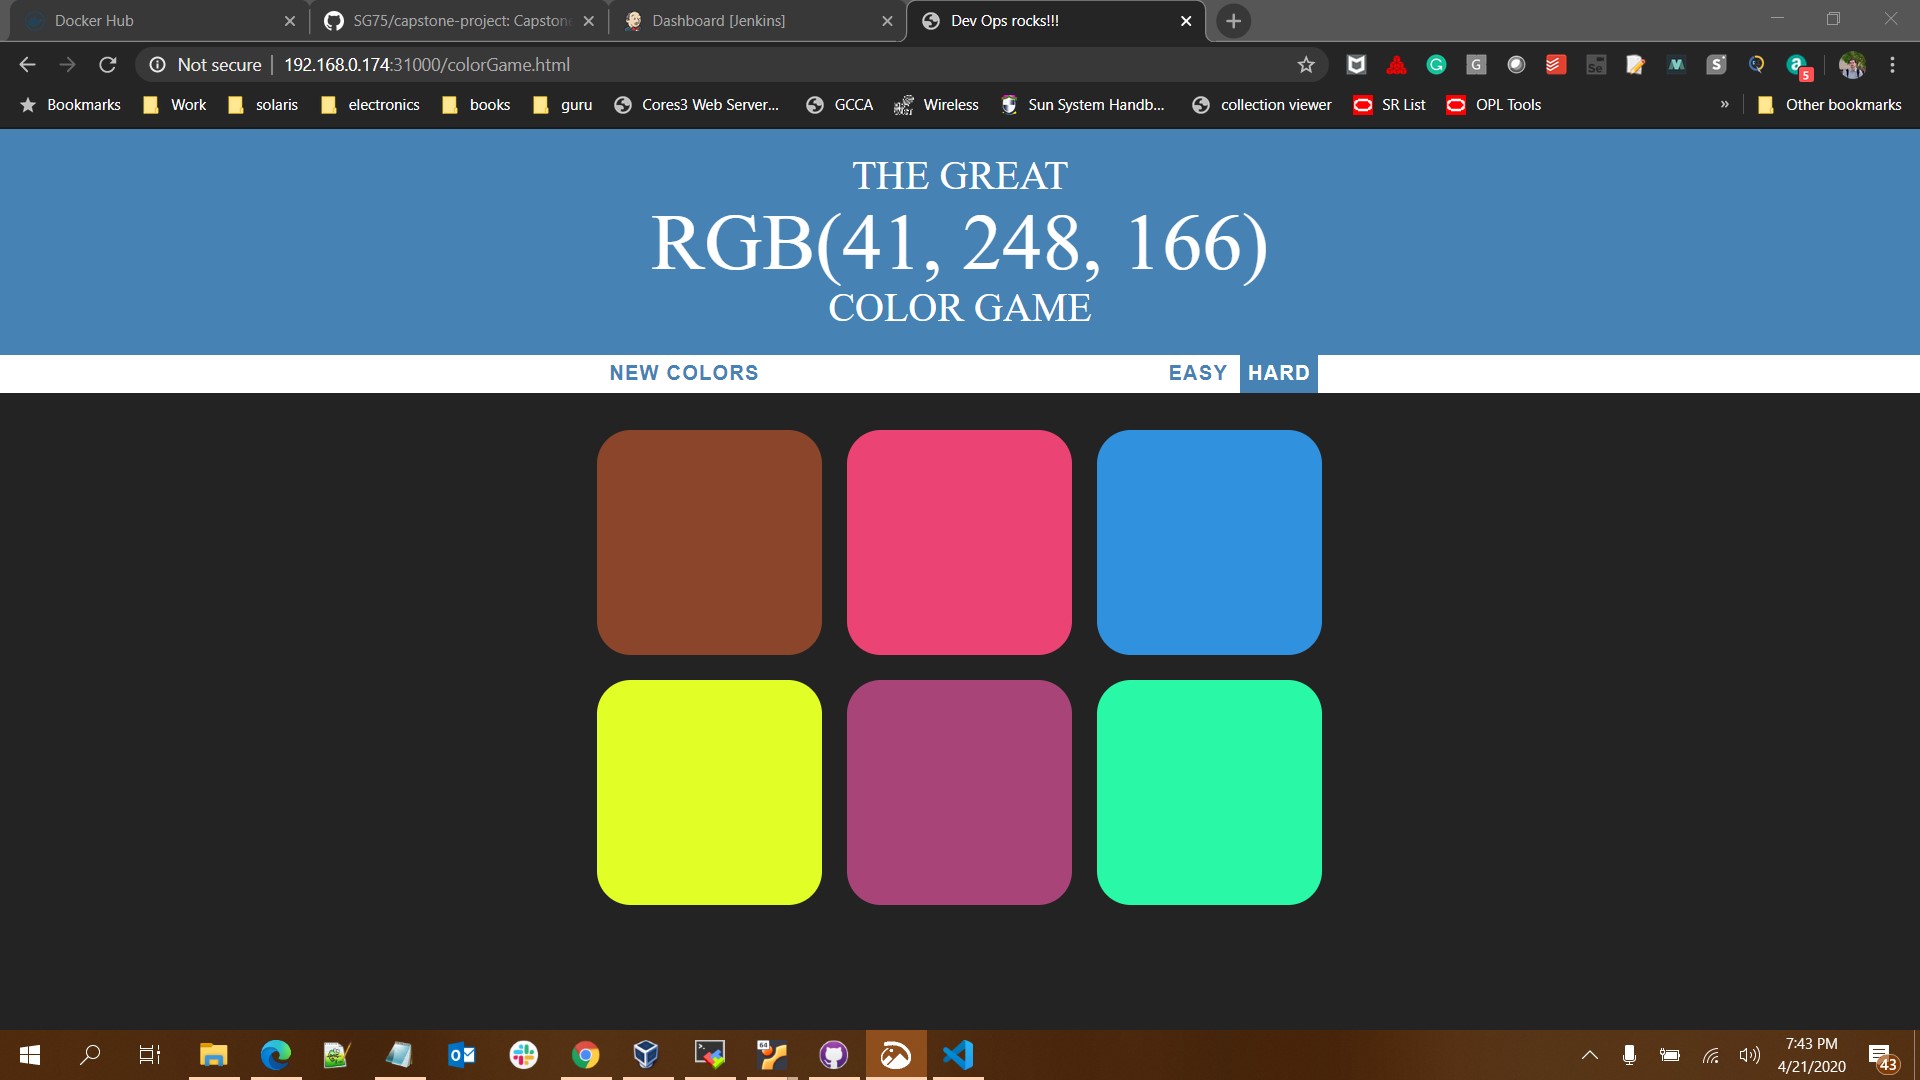 Docker Hub
SG75/capstone-project: Capston
Dashboard [Jenkins]
Dev Ops rocks!!!
Not secure
192.168.0.174:31000/colorGame.html
G
Se
S
5
Bookmarks
Work
solaris
electronics
books
guru
Cores3 Web Server...
GCCA
Wireless
Sun System Handb...
collection viewer
SR List
OPL Tools
»
Other bookmarks
THE GREAT
RGB(41, 248, 166)
COLOR GAME
NEW COLORS
EASY
HARD
64
7:43 PM
4/21/2020
43